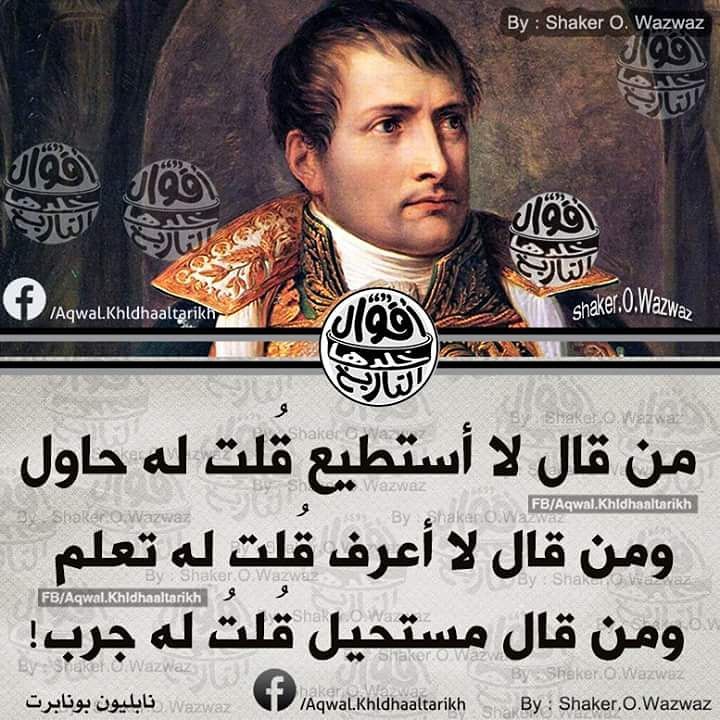 By : Shaker O. Wazwaz
أقوال
خلدها
التاريخ
/Aqwal.Khldhaaltarikh
shaker.O.Wazwaz
من قال لا أستطيع قُلت له حاول
FB/Aqwal.Khldhaaltarikh
ومن قال لا أعرف قُلت له تعلم
FB/Aqwal.Khldhaaltarikh
ومن قال مستحيل قُلتُ له جرب!
نابليون بونابرت
/Aqwal.Khldhaaltarikh
By : Shaker.O.Wazwaz